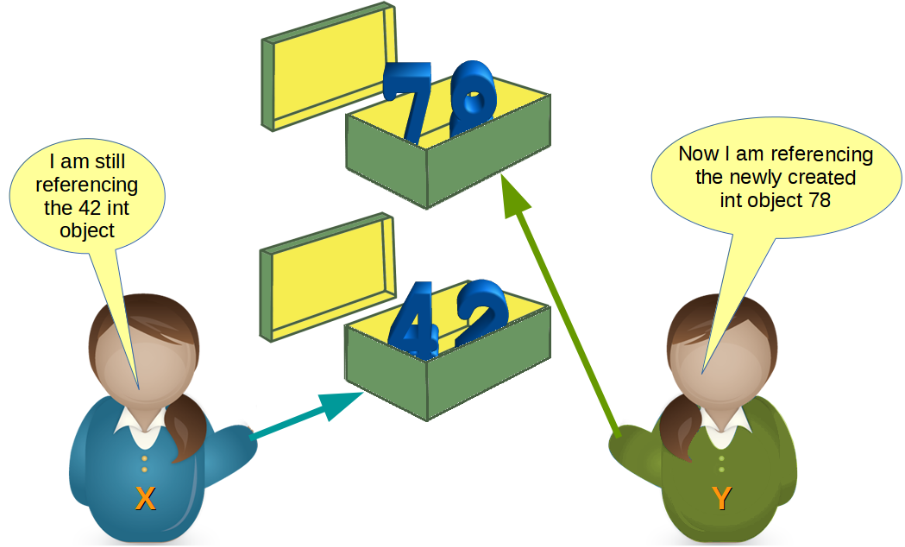 78
I am still
referencing
the 42 int
object
Now I am referencing
the newly created
int object 78
42
X
Y